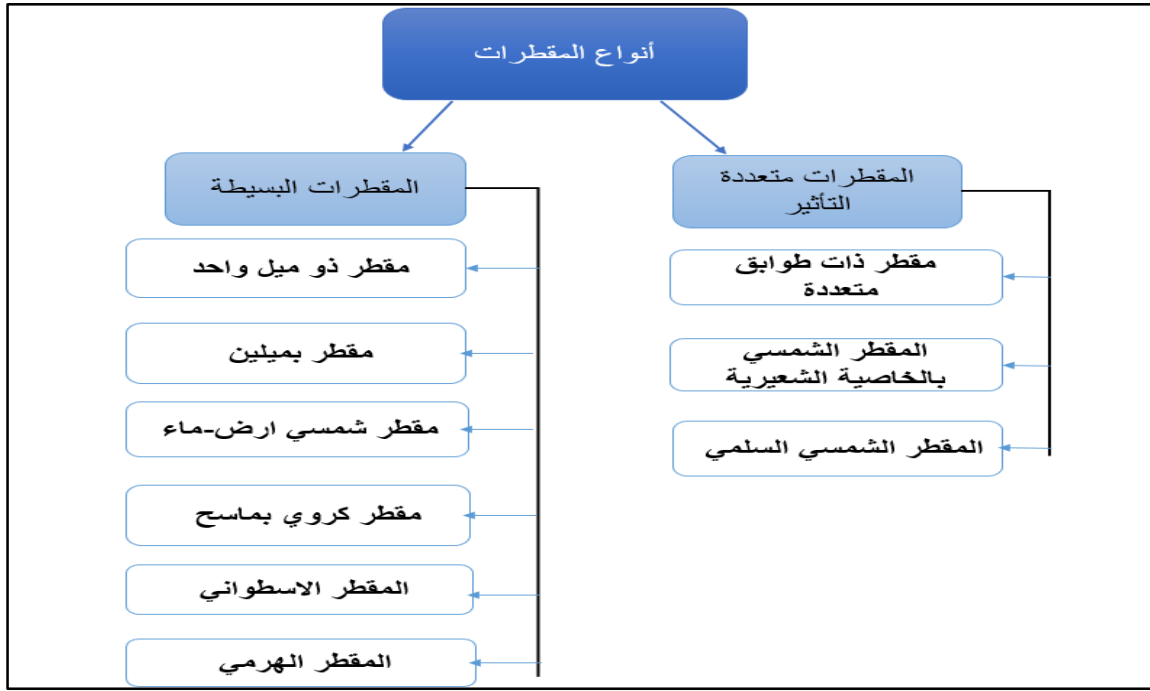 أنواع المقطرات
المقطرات متعددة
التأثير
مقطر ذات طوابق
متعددة
المقطر الشمسي
بالخاصية الشعيرية
المقطر الشمسي السلمي
المقطرات البسيطة
مقطر ذو ميل واحد
مقطر بميلين
مقطر شمسي ارض-ماء
مقطر كروي بماسح
المقطر الاسطواني
المقطر الهرمي